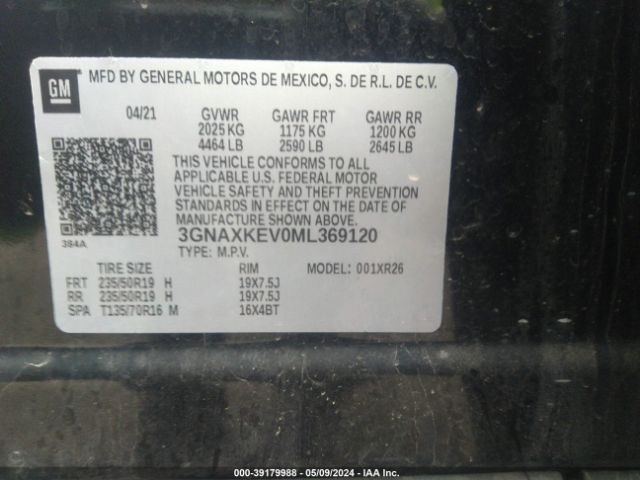 GM
MFD BY GENERAL MOTORS DE MEXICO, S. DE R.L. DE C.V.
04/21 GVWR GAWR FRT GAWR RR
2025 KG 1175 KG 1200 KG
4464 LB 2590 LB 2645 LB
THIS VEHICLE CONFORMS TO ALL
APPLICABLE U.S. FEDERAL MOTOR
VEHICLE SAFETY AND THEFT PREVENTION
STANDARDS IN EFFECT ON THE DATE
OF MANUFACTURE SHOWN ABOVE.
384A
3GNAXKEV0ML369120
TYPE: M.P.V.
TIRE SIZE RIM MODEL: 001XR26
FRT 235/50R19 H 19X7.5J
RR 235/50R19 H 19X7.5J
SPA T135/70R16 M 16X4BT
000-39179988 - 05/09/2024 - IAA Inc.